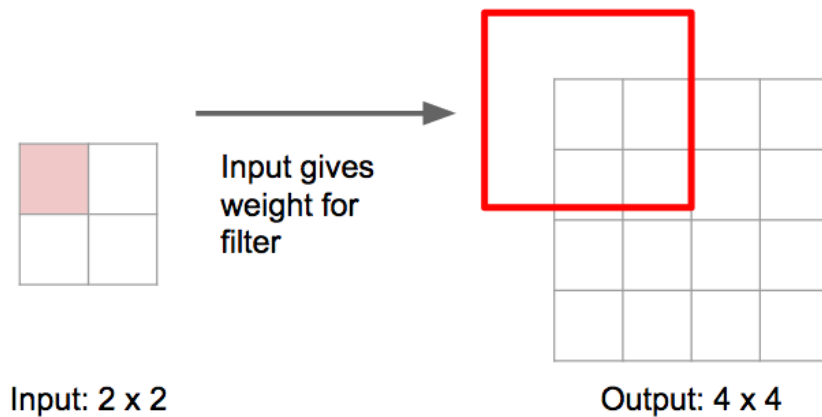 Input gives
weight for
filter
Input: 2 x 2
Output: 4 x 4